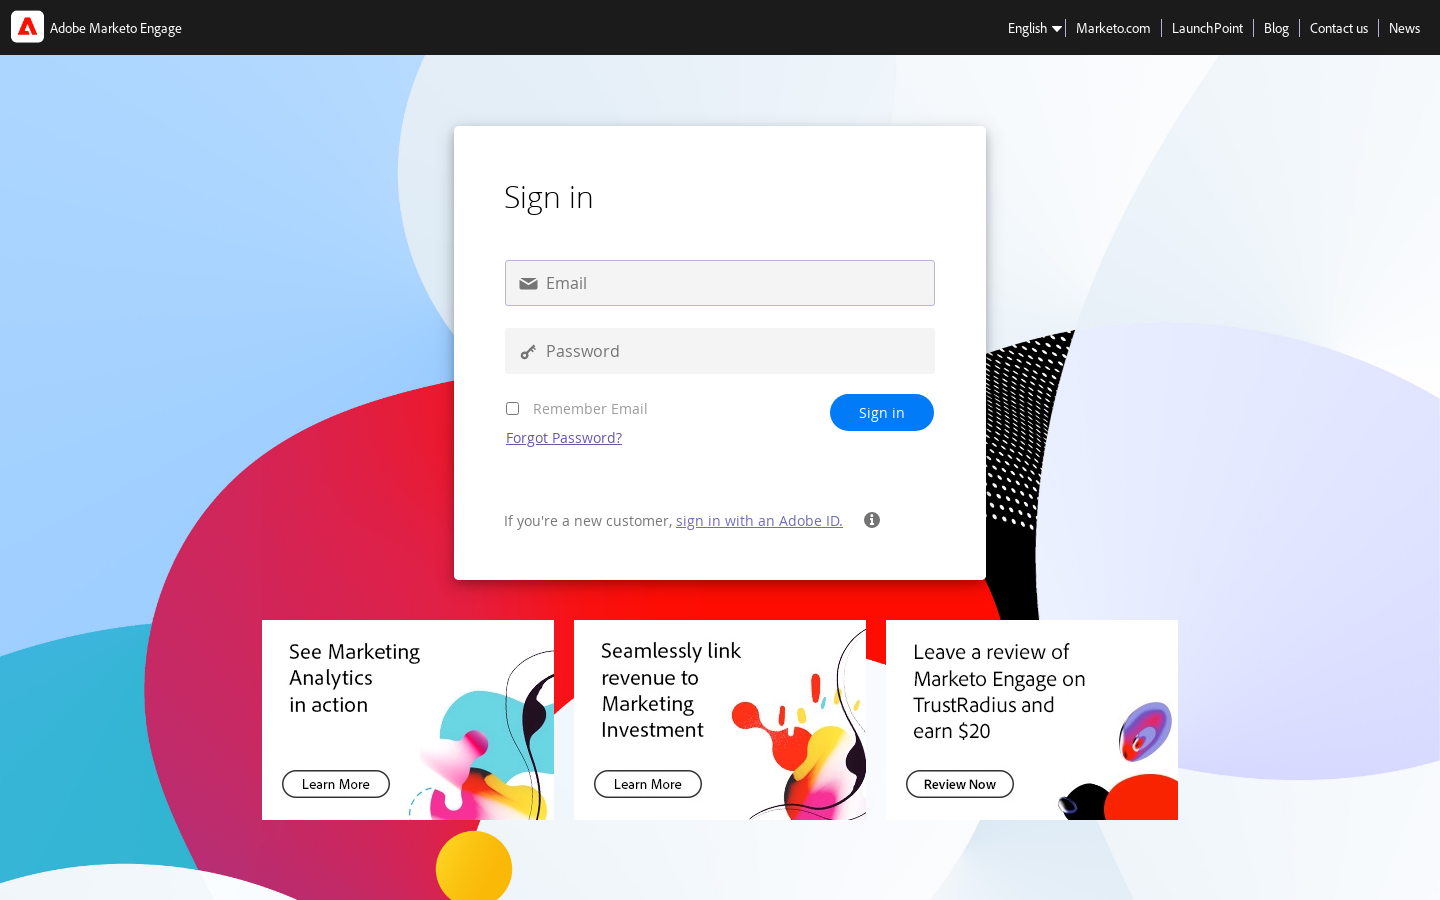 Adobe Marketo Engage
English
Marketo.com
LaunchPoint
Blog
Contact us
News
Sign in
Email
Password
Remember Email
Sign in
Forgot Password?
If you're a new customer, sign in with an Adobe ID.
See Marketing
Analytics
in action
Learn More
Seamlessly link
revenue to
Marketing
Investment
Learn More
Leave a review of
Marketo Engage on
TrustRadius and
earn $20
Review Now